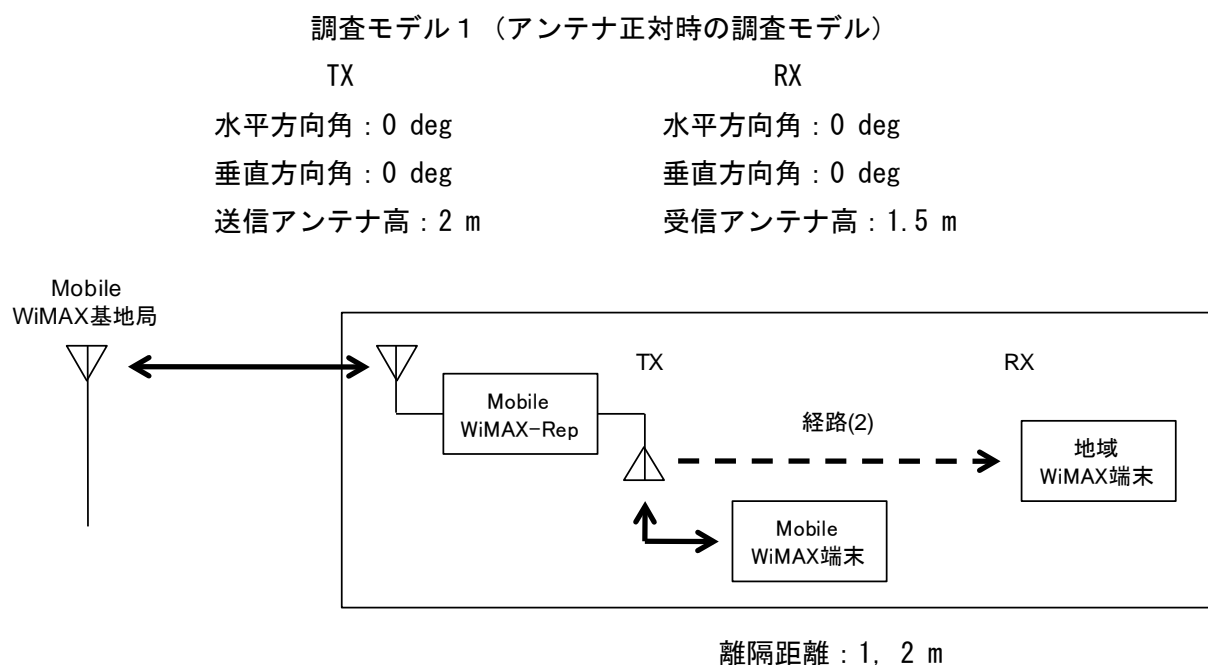 調査モデル１（アンテナ正対時の調査モデル）
TX
RX
水平方向角：0 deg
水平方向角：0 deg
垂直方向角：0 deg
垂直方向角：0 deg
送信アンテナ高：2 m
受信アンテナ高：1.5 m
Mobile
WiMAX基地局
TX
RX
Mobile
WiMAX-Rep
経路(2)
地域
WiMAX端末
Mobile
WiMAX端末
離隔距離：1, 2 m